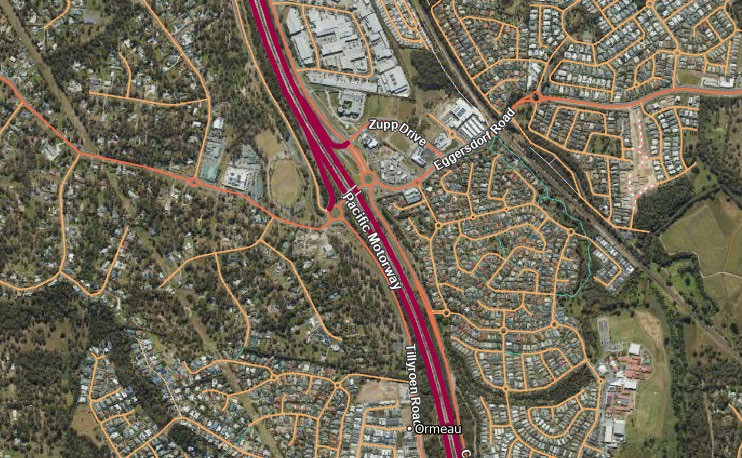 Zupp Drive
Eggersdorf Road
Pacific Motorway
Tillyroen Road
Ormeau
C